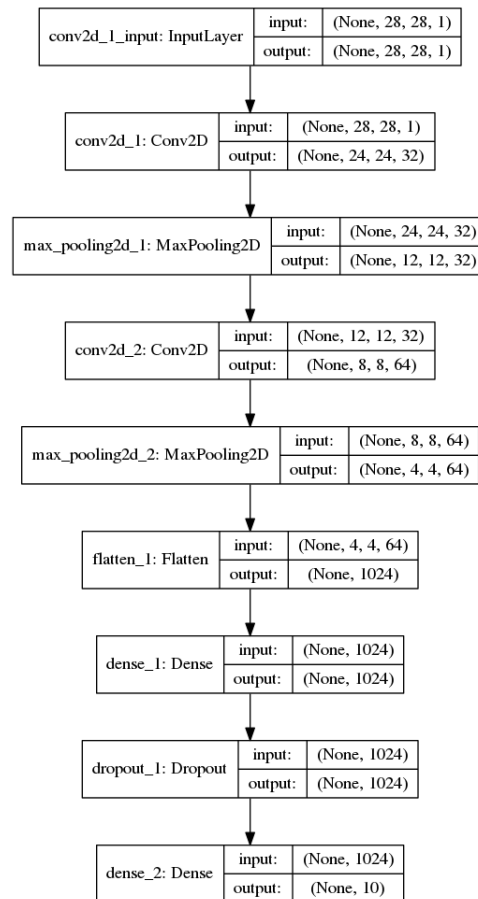 conv2d_1_input: InputLayer
input: (None, 28, 28, 1)
output: (None, 28, 28, 1)
conv2d_1: Conv2D
input: (None, 28, 28, 1)
output: (None, 24, 24, 32)
max_pooling2d_1: MaxPooling2D
input: (None, 24, 24, 32)
output: (None, 12, 12, 32)
conv2d_2: Conv2D
input: (None, 12, 12, 32)
output: (None, 8, 8, 64)
max_pooling2d_2: MaxPooling2D
input: (None, 8, 8, 64)
output: (None, 4, 4, 64)
flatten_1: Flatten
input: (None, 4, 4, 64)
output: (None, 1024)
dense_1: Dense
input: (None, 1024)
output: (None, 1024)
dropout_1: Dropout
input: (None, 1024)
output: (None, 1024)
dense_2: Dense
input: (None, 1024)
output: (None, 10)